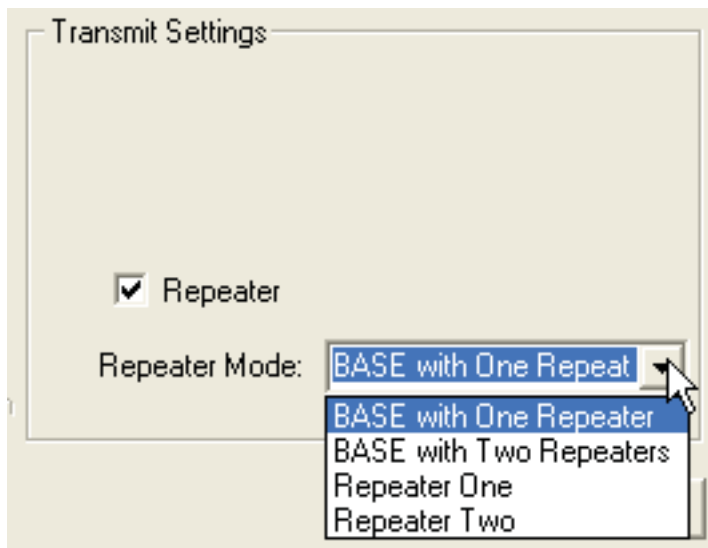 Transmit Settings
Repeater
Repeater Mode: BASE with One Repeat
BASE with One Repeater
BASE with Two Repeaters
Repeater One
Repeater Two